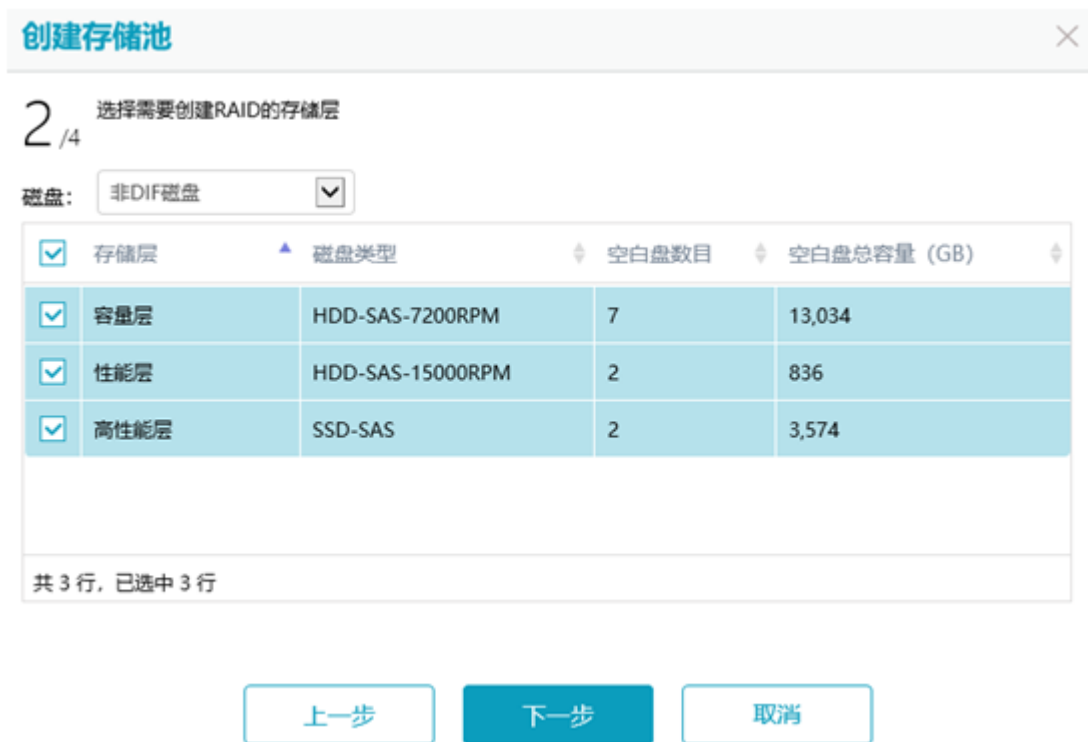 创建存储池
2/4 选择需要创建RAID的存储层
磁盘： 非DIF磁盘
存储层 磁盘类型 空白盘数目 空白盘总容量（GB）
容量层 HDD-SAS-7200RPM 7 13,034
性能层 HDD-SAS-15000RPM 2 836
高性能层 SSD-SAS 2 3,574
共 3 行，已选中 3 行
上一步 下一步 取消